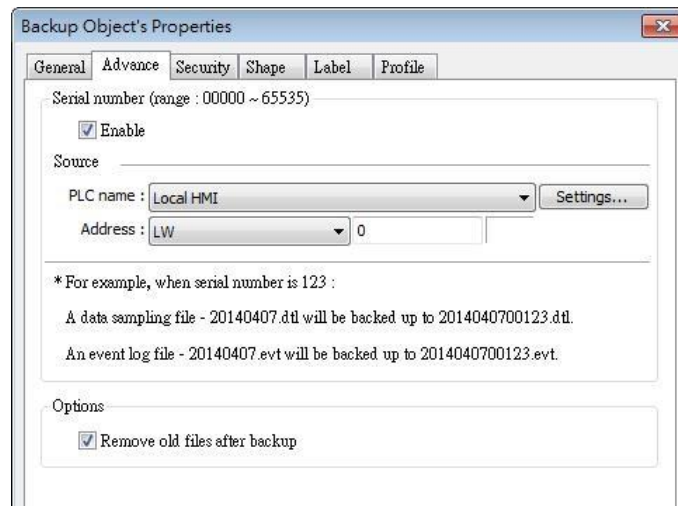 Backup Object's Properties
General Advance Security Shape Label Profile
Serial number (range : 00000 ~ 65535)
Enable
Source
PLC name : Local HMI Settings...
Address : LW 0
* For example, when serial number is 123 :
A data sampling file - 20140407.dtl will be backed up to 2014040700123.dtl.
An event log file - 20140407.evt will be backed up to 2014040700123.evt.
Options
Remove old files after backup